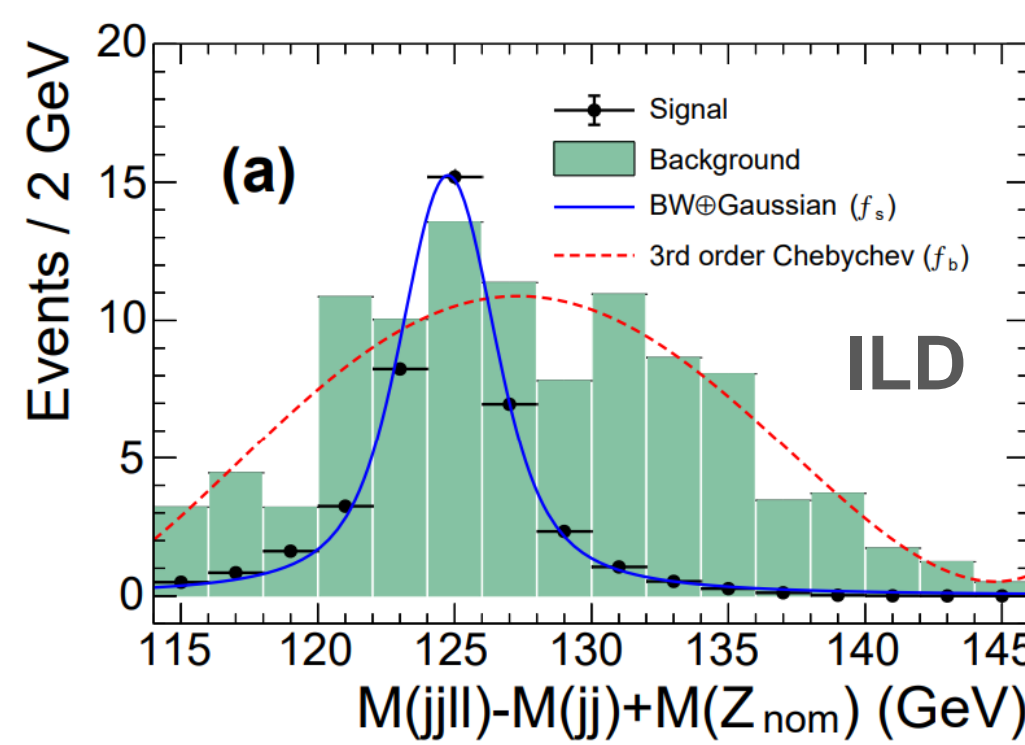 20
15
10
5
0
Events / 2 GeV
(a)
Signal
Background
BW⊕Gaussian (fs)
3rd order Chebychev (fb)
ILD
115 120 125 130 135 140 145
M(jjll)-M(jj)+M(Znom) (GeV)